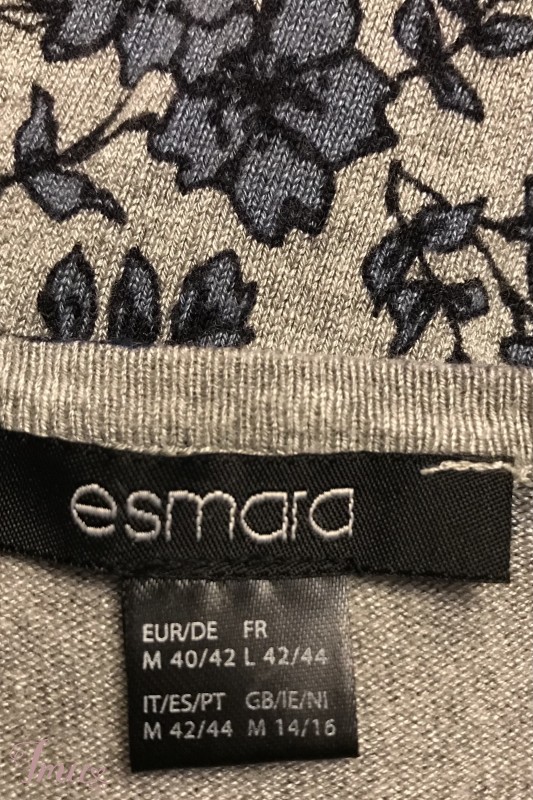 esmara
EUR/DE FR
M 40/42 L 42/44
IT/ES/PT GB/IE/NI
M 42/44 M 14/16